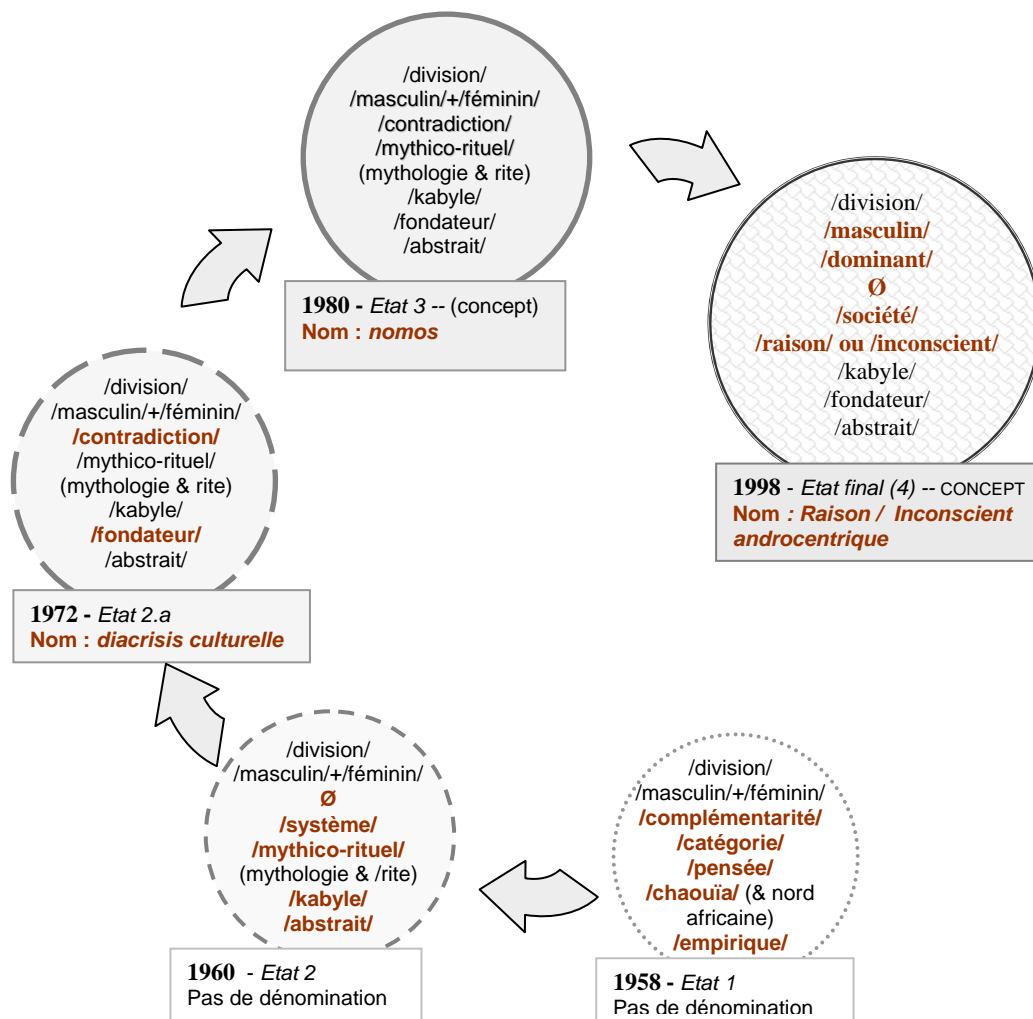 /division/
/masculin/+/féminin/
/contradiction/
/mythico-rituel/
(mythologie & rite)
/kabyle/
/fondateur/
/abstrait/
1980 - Etat 3 -- (concept)
Nom : nomos
/division/
/masculin/
/dominant/
Ø
/société/
/raison/ ou /inconscient/
/kabyle/
/fondateur/
/abstrait/
1998 - Etat final (4) -- CONCEPT
Nom : Raison / Inconscient
androcentrique
/division/
/masculin/+/féminin/
/contradiction/
/mythico-rituel/
(mythologie & rite)
/kabyle/
/fondateur/
/abstrait/
1972 - Etat 2.a
Nom : diacrisis culturelle
/division/
/masculin/+/féminin/
Ø
/système/
/mythico-rituel/
(mythologie & /rite)
/kabyle/
/abstrait/
1960 - Etat 2
Pas de dénomination
/division/
/masculin/+/féminin/
/complémentarité/
/catégorie/
/pensée/
/chaouïa/ (& nord
africaine)
/empirique/
1958 - Etat 1
Pas de dénomination